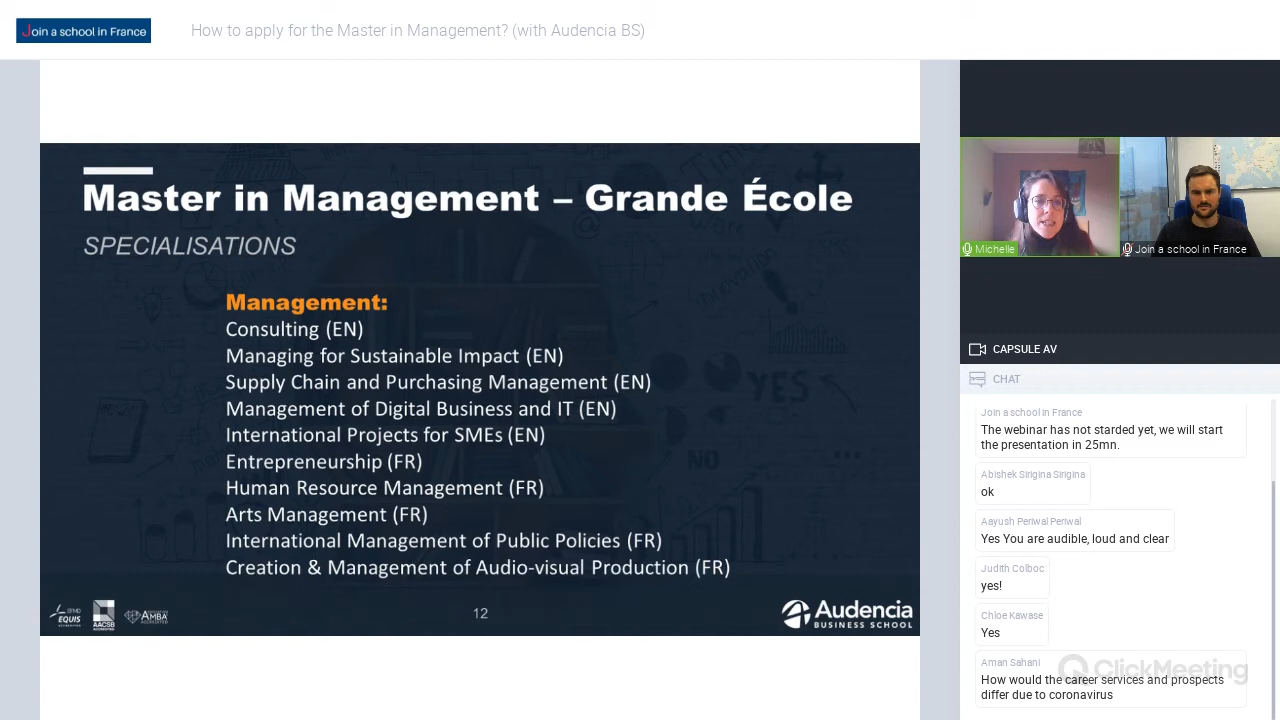 Join a school in France
How to apply for the Master in Management? (with Audencia BS)
Master in Management – Grande École
SPECIALISATIONS
Management:
Consulting (EN)
Managing for Sustainable Impact (EN)
Supply Chain and Purchasing Management (EN)
Management of Digital Business and IT (EN)
International Projects for SMEs (EN)
Entrepreneurship (FR)
Human Resource Management (FR)
Arts Management (FR)
International Management of Public Policies (FR)
Creation & Management of Audio-visual Production (FR)
EFMD
EQUIS
AACSB
AMBA
12
Audencia
BUSINESS SCHOOL
YES
NO
Michelle
Join a school in France
CAPSULE AV
CHAT
Join a school in France
The webinar has not starded yet, we will start
the presentation in 25mn.
Abishek Sirigina Sirigina
ok
Aayush Periwal Periwal
Yes You are audible, loud and clear
Judith Colboc
yes!
Chloe Kawase
Yes
Aman Sahani
How would the career services and prospects
differ due to coronavirus
ClickMeeting